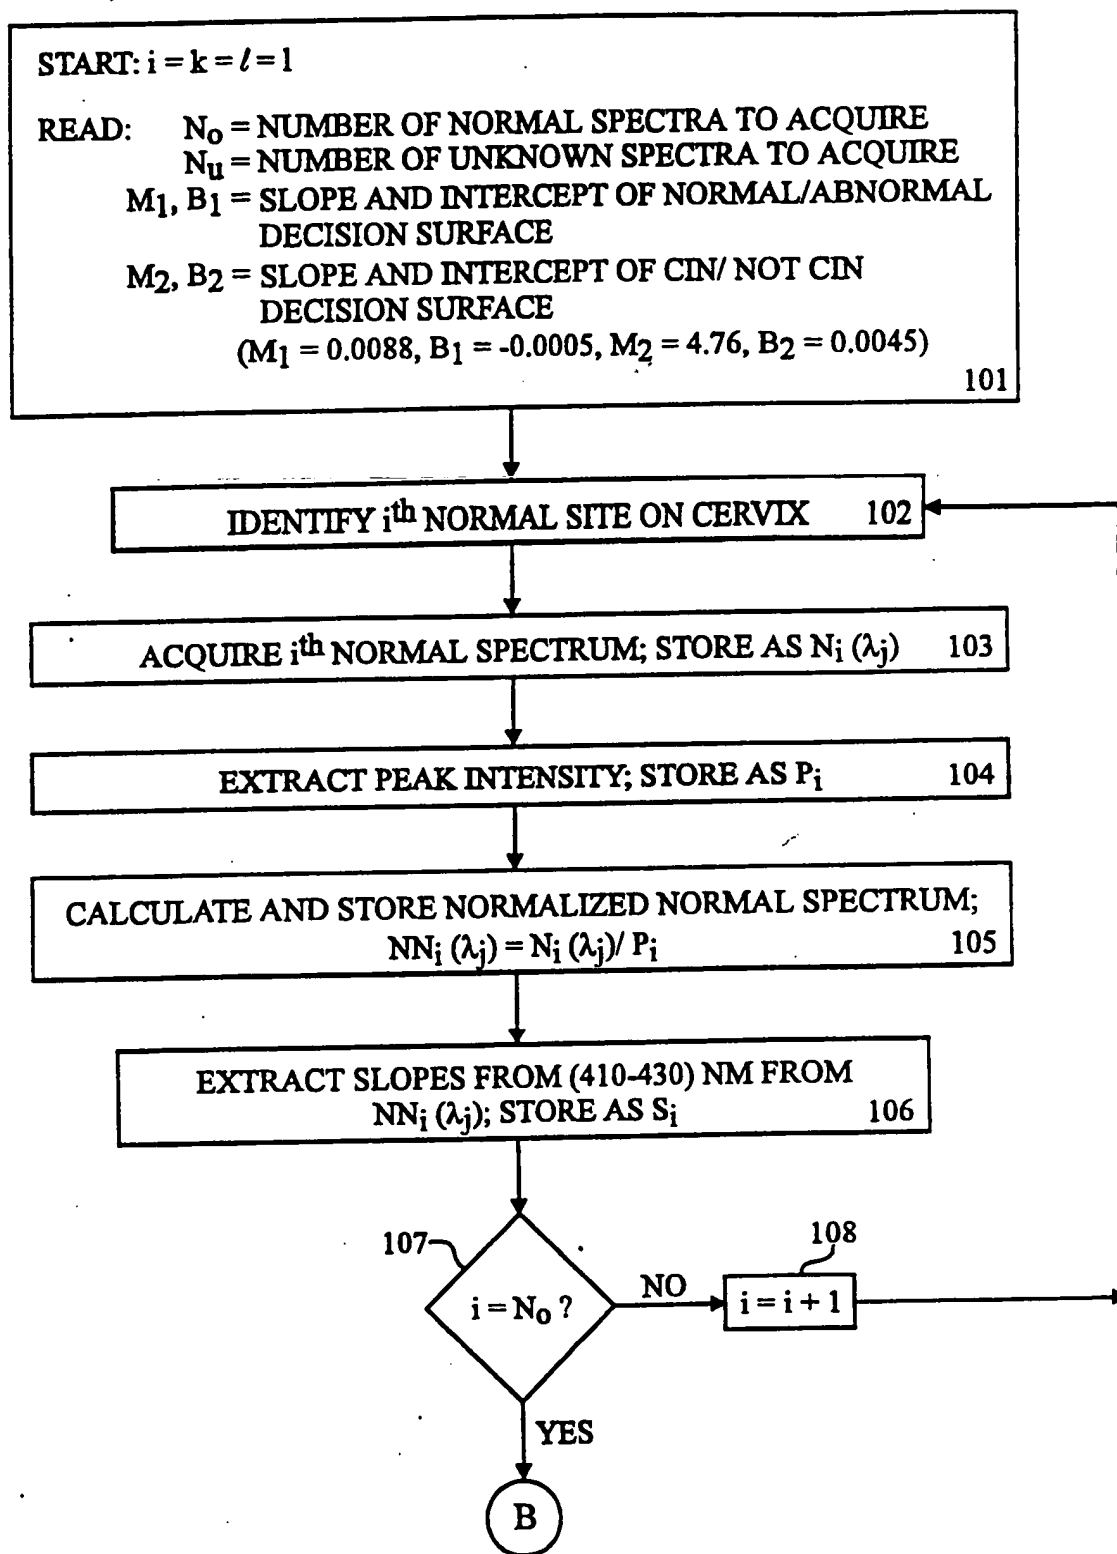 START: i = k = ℓ = 1
READ: No = NUMBER OF NORMAL SPECTRA TO ACQUIRE
Nu = NUMBER OF UNKNOWN SPECTRA TO ACQUIRE
M1, B1 = SLOPE AND INTERCEPT OF NORMAL/ABNORMAL
DECISION SURFACE
M2, B2 = SLOPE AND INTERCEPT OF CIN/ NOT CIN
DECISION SURFACE
(M1 = 0.0088, B1 = -0.0005, M2 = 4.76, B2 = 0.0045)
101
IDENTIFY ith NORMAL SITE ON CERVIX 102
ACQUIRE ith NORMAL SPECTRUM; STORE AS Ni (λj) 103
EXTRACT PEAK INTENSITY; STORE AS Pi 104
CALCULATE AND STORE NORMALIZED NORMAL SPECTRUM;
NNi (λj) = Ni (λj)/ Pi 105
EXTRACT SLOPES FROM (410-430) NM FROM
NNi (λj); STORE AS Si 106
107
108
i = No ?
NO
i = i + 1
YES
B